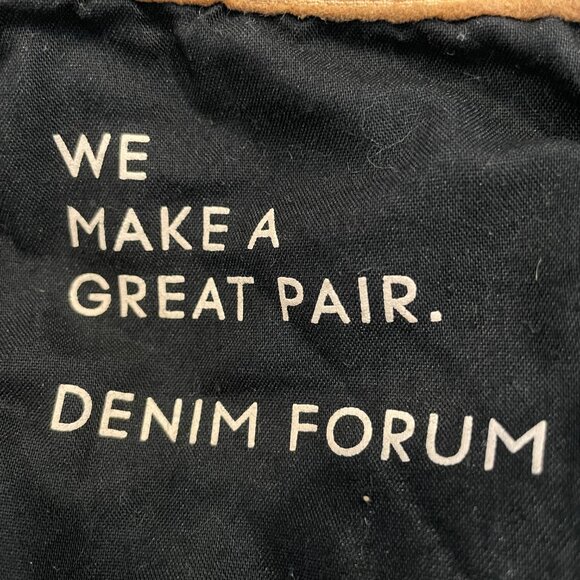 WE
MAKE A
GREAT PAIR.
DENIM FORUM